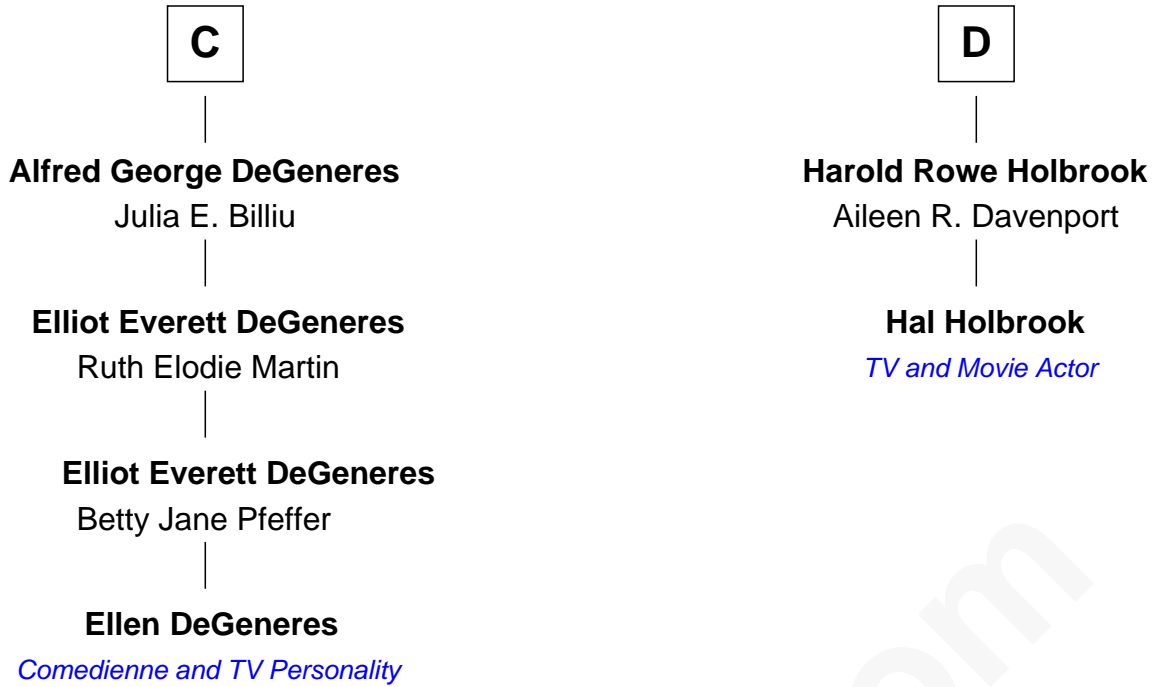 C
Alfred George DeGeneres
Julia E. Billiu
Elliot Everett DeGeneres
Ruth Elodie Martin
Elliot Everett DeGeneres
Betty Jane Pfeffer
Ellen DeGeneres
Comedienne and TV Personality
D
Harold Rowe Holbrook
Aileen R. Davenport
Hal Holbrook
TV and Movie Actor
om